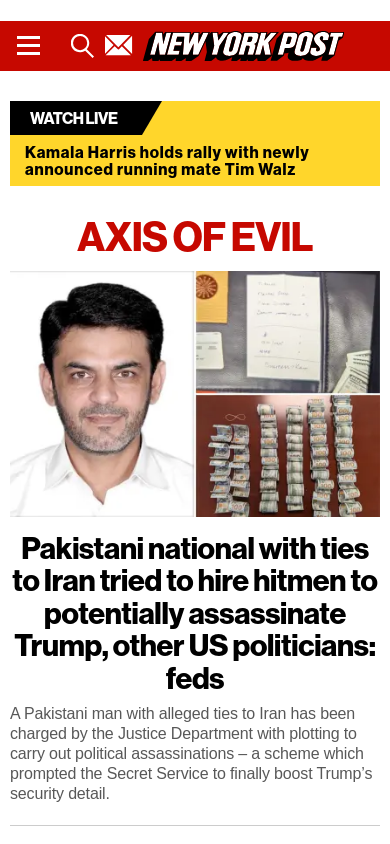 NEW YORK POST
WATCH LIVE
Kamala Harris holds rally with newly
announced running mate Tim Walz
AXIS OF EVIL
Pakistani national with ties
to Iran tried to hire hitmen to
potentially assassinate
Trump, other US politicians:
feds
A Pakistani man with alleged ties to Iran has been
charged by the Justice Department with plotting to
carry out political assassinations – a scheme which
prompted the Secret Service to finally boost Trump’s
security detail.